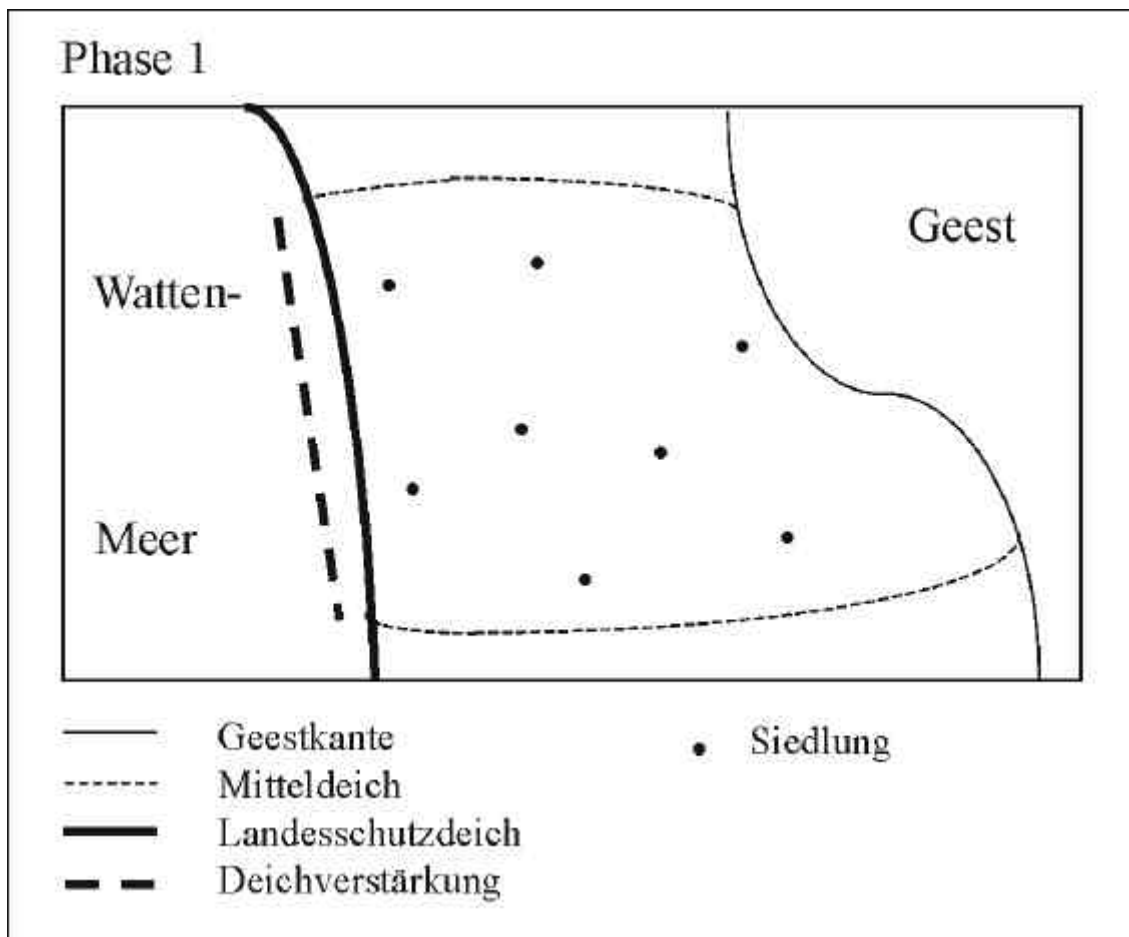 Phase 1
Geest
Watten-
Meer
Geestkante
Siedlung
Mitteldeich
Landesschutzdeich
Deichverstärkung